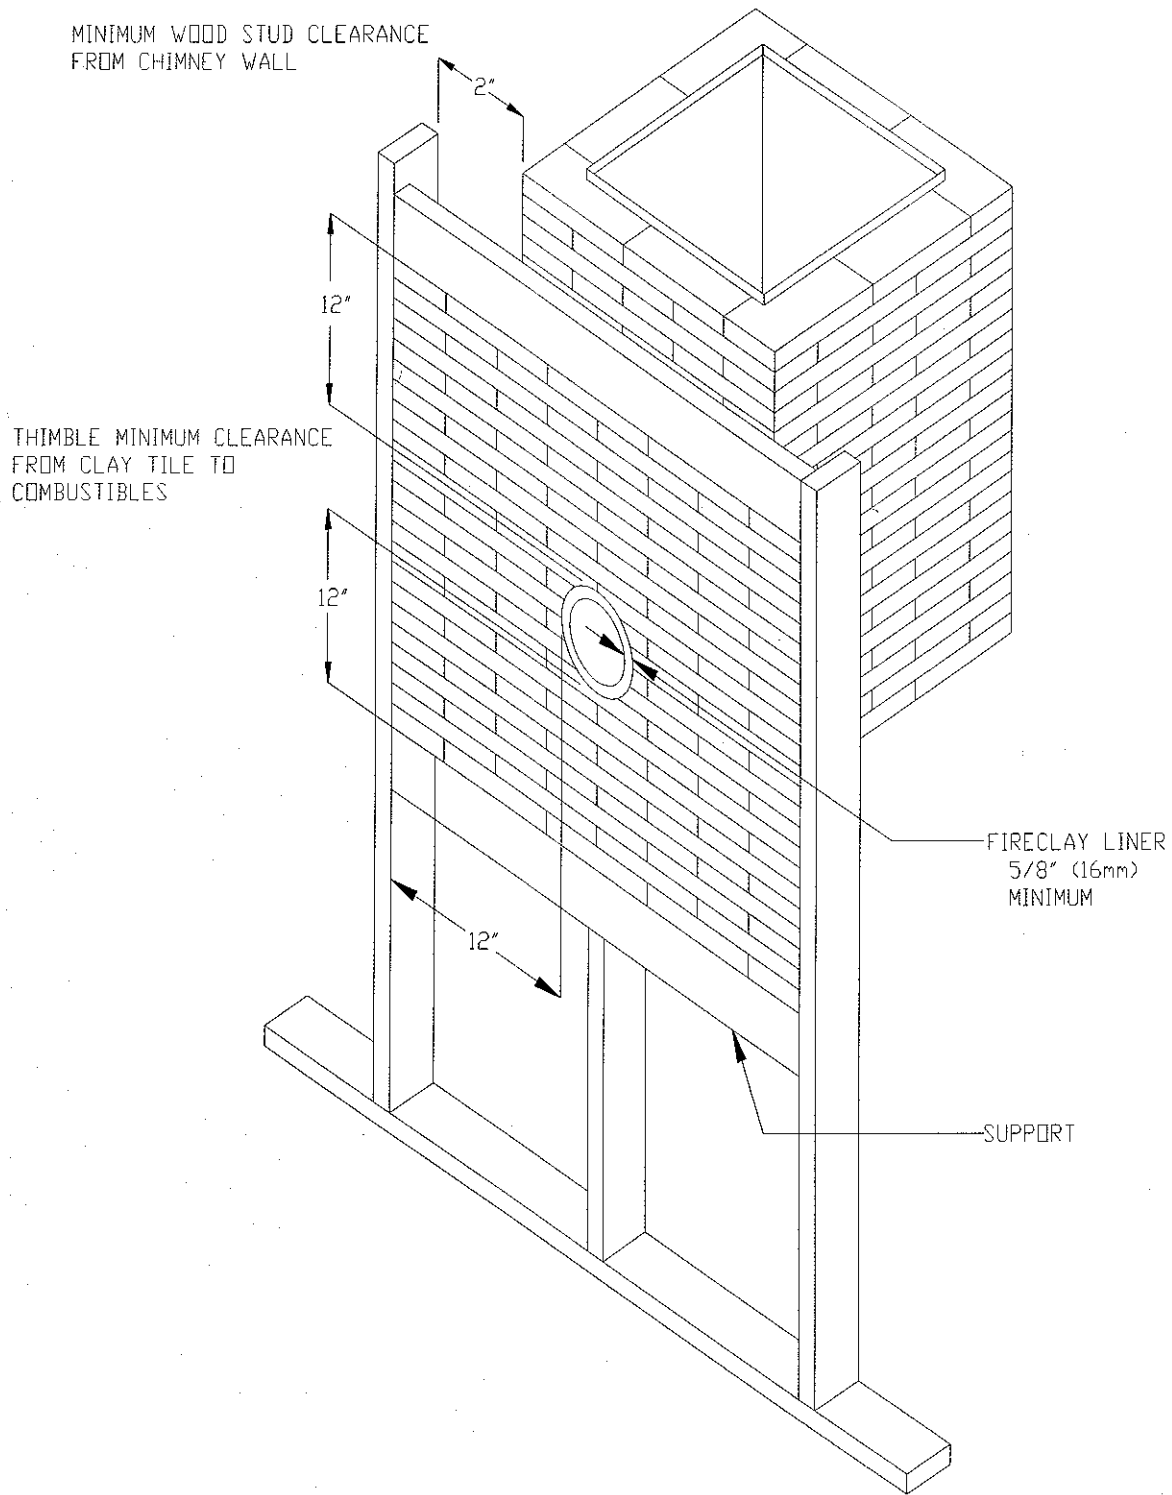 MINIMUM WOOD STUD CLEARANCE
FROM CHIMNEY WALL
2"
12"
THIMBLE MINIMUM CLEARANCE
FROM CLAY TILE TO
COMBUSTIBLES
12"
FIRECLAY LINER
5/8" (16mm)
MINIMUM
12"
SUPPORT